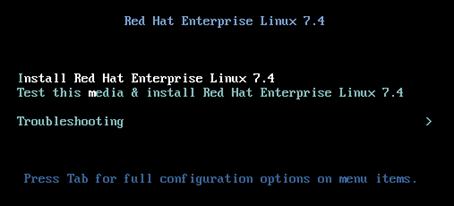 Red Hat Enterprise Linux 7.4
Install Red Hat Enterprise Linux 7.4
Test this media & install Red Hat Enterprise Linux 7.4
Troubleshooting >
Press Tab for full configuration options on menu items.